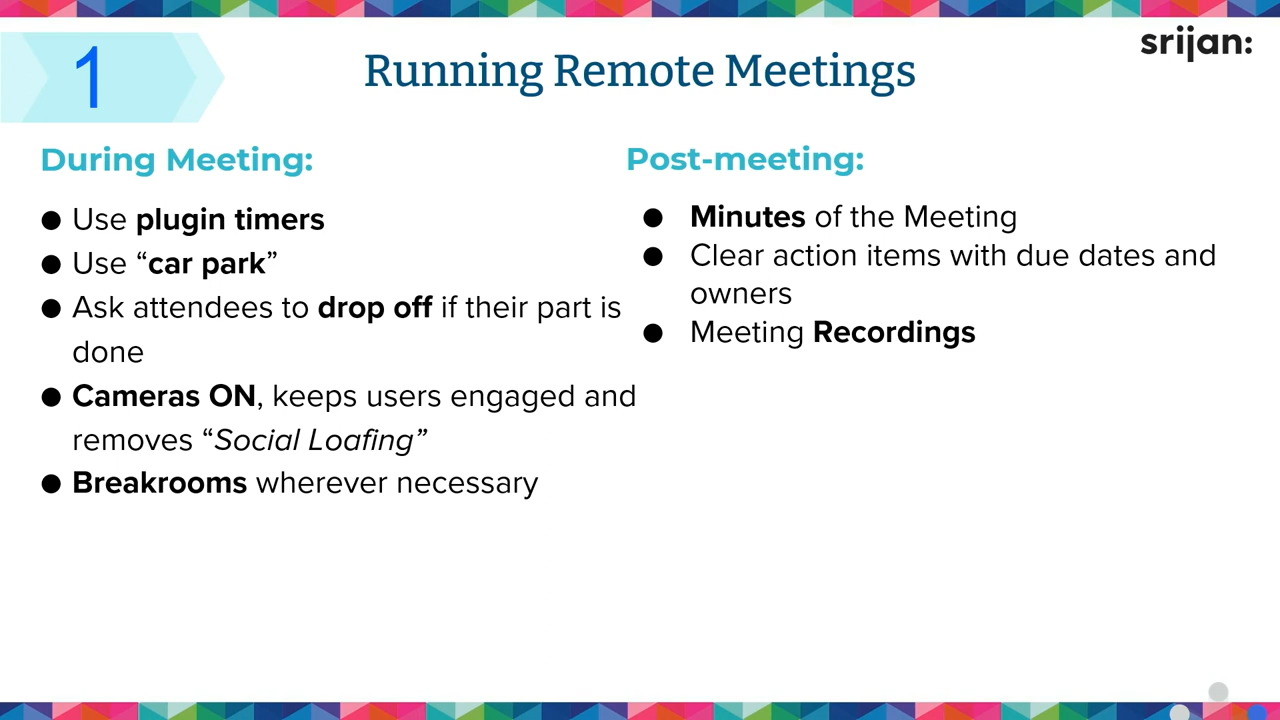 srijan:
1
Running Remote Meetings
During Meeting:
● Use plugin timers
● Use “car park”
● Ask attendees to drop off if their part is
done
● Cameras ON, keeps users engaged and
removes “Social Loafing”
● Breakrooms wherever necessary
Post-meeting:
● Minutes of the Meeting
● Clear action items with due dates and
owners
● Meeting Recordings